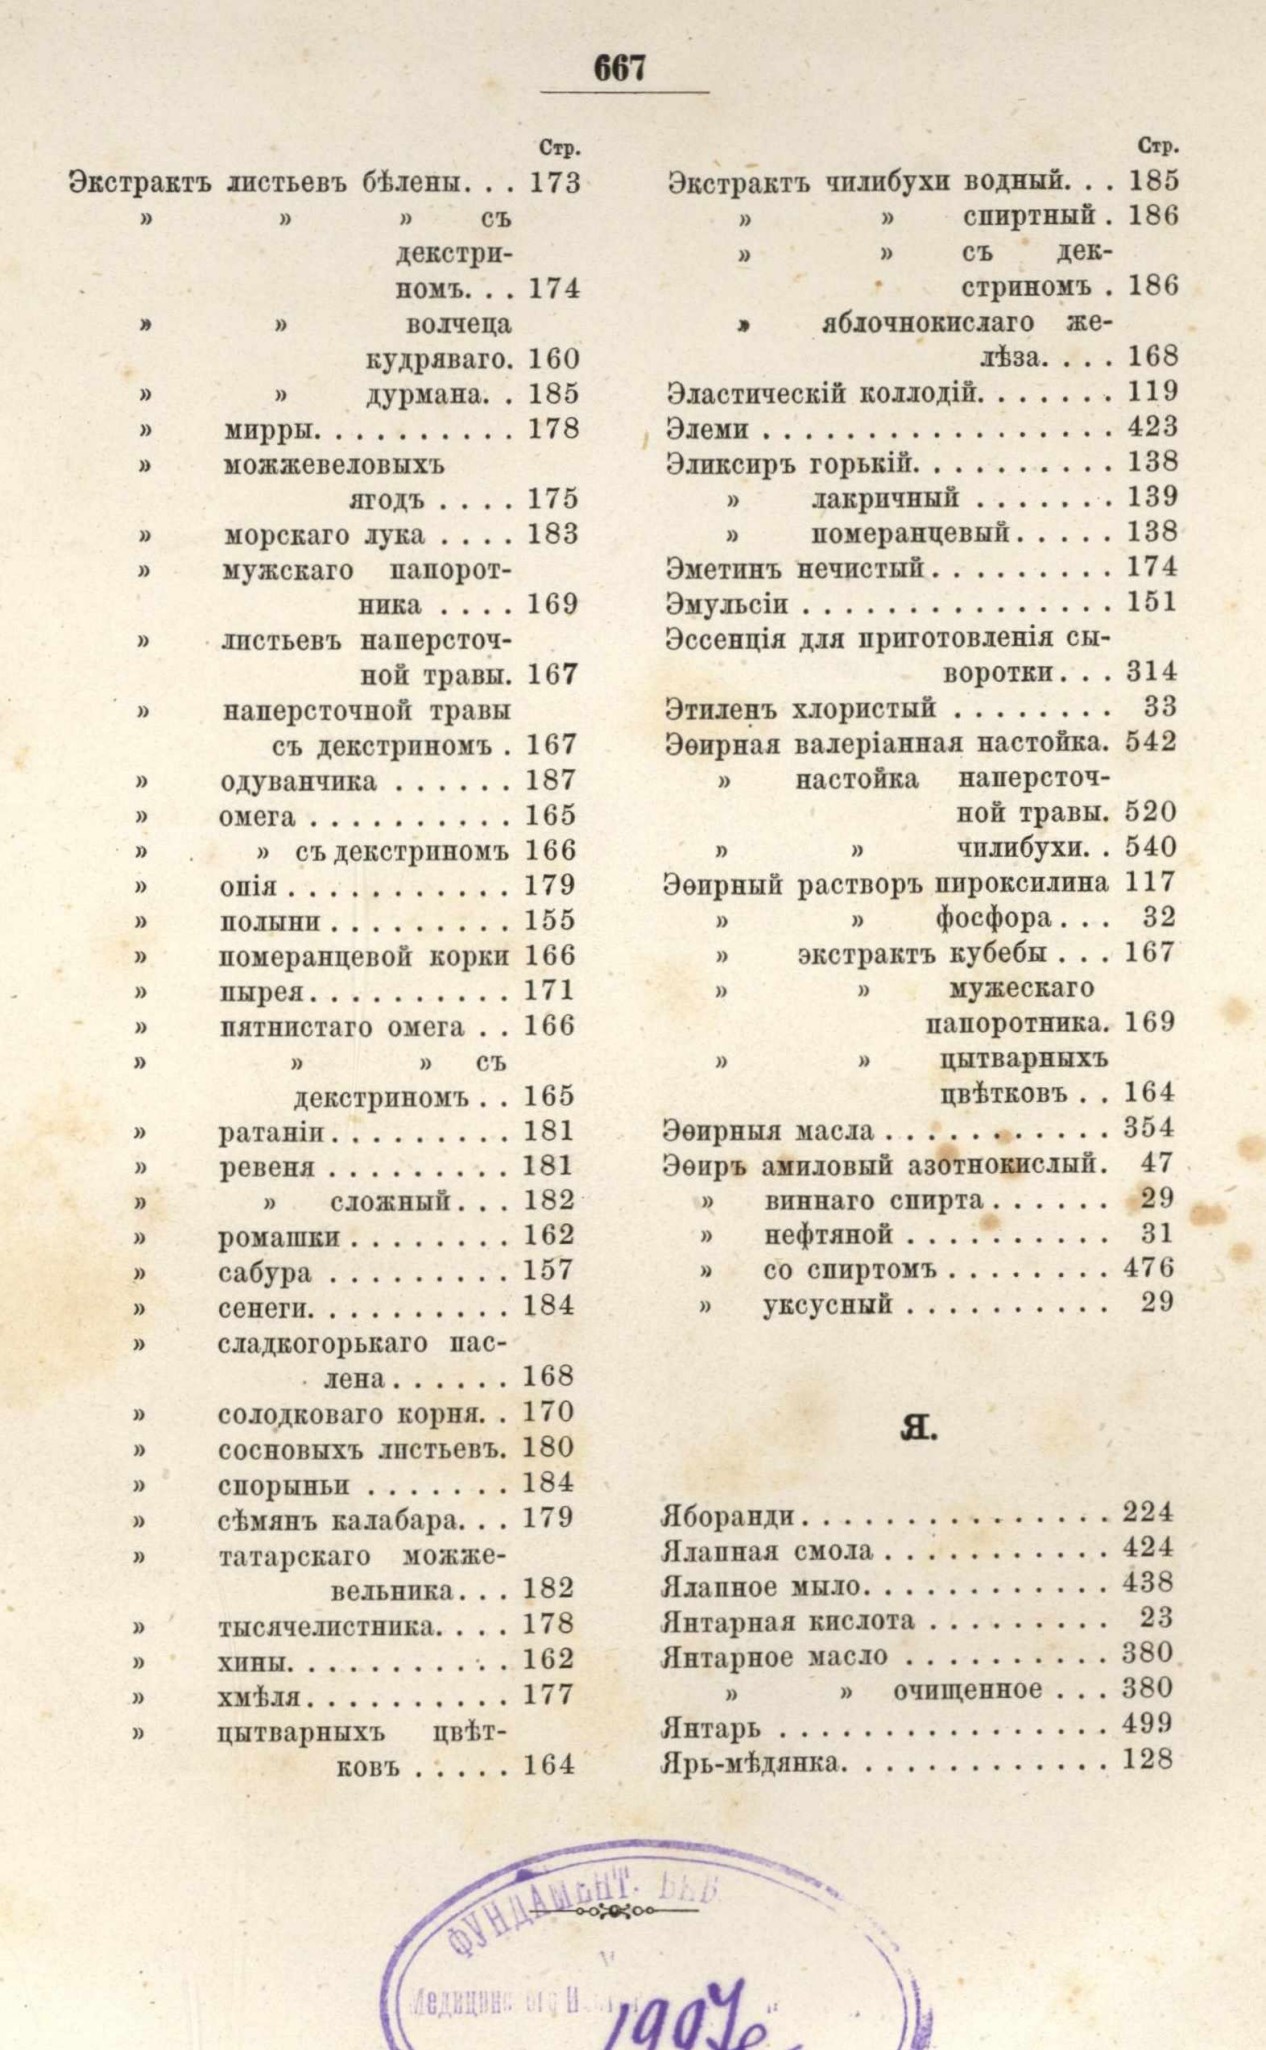 667
Стр.
Экстрактъ листьевъ бѣлены. . . 173
» » » съ
декстри-
номъ. . . 174
» » волчеца
кудряваго. 160
» » дурмана. . 185
» мирры. . . . . . . . . . 178
» можжевеловыхъ
ягодъ . . . . 175
» морскаго лука . . . . 183
» мужскаго папорот-
ника . . . . 169
» листьевъ наперсточ-
ной травы. 167
» наперсточной травы
съ декстриномъ . 167
» одуванчика . . . . . . 187
» омега . . . . . . . . . . 165
» » съ декстриномъ 166
» опія . . . . . . . . . . . 179
» полыни . . . . . . . . . 155
» померанцевой корки 166
» пырея. . . . . . . . . . 171
» пятнистаго омега . . 166
» » » съ
декстриномъ . . 165
» ратаніи. . . . . . . . . 181
» ревеня . . . . . . . . . 181
» » сложный. . . 182
» ромашки . . . . . . . . 162
» сабура . . . . . . . . . 157
» сенеги. . . . . . . . . . 184
» сладкогорькаго пас-
лена . . . . . . 168
» солодковаго корня. . 170
» сосновыхъ листьевъ. 180
» спорыньи . . . . . . . 184
» сѣмянъ калабара. . . 179
» татарскаго можже-
вельника. . . 182
» тысячелистника. . . . 178
» хины. . . . . . . . . . . 162
» хмѣля. . . . . . . . . . 177
» цытварныхъ цвѣт-
ковъ . . . . . 164
Стр.
Экстрактъ чилибухи водный. . . 185
» » спиртный . 186
» » съ дек-
стриномъ . 186
» яблочнокислаго же-
лѣза. . . . 168
Эластическій коллодій. . . . . . . 119
Элеми . . . . . . . . . . . . . . . . . 423
Эликсиръ горькій. . . . . . . . . . 138
» лакричный . . . . . . . 139
» померанцевый. . . . . 138
Эметинъ нечистый. . . . . . . . . 174
Эмульсіи . . . . . . . . . . . . . . . 151
Эссенція для приготовленія сы-
воротки . . . 314
Этиленъ хлористый . . . . . . . . 33
Эѳирная валеріанная настойка. 542
» настойка наперсточ-
ной травы. 520
» » чилибухи. . 540
Эѳирный растворъ пироксилина 117
» » фосфора . . . 32
» экстрактъ кубебы . . . 167
» » мужескаго
папоротника. 169
» » цытварныхъ
цвѣтковъ . . 164
Эѳирныя масла . . . . . . . . . . . 354
Эѳиръ амиловый азотнокислый. 47
» виннаго спирта . . . . . . 29
» нефтяной . . . . . . . . . . 31
» со спиртомъ . . . . . . . . 476
» уксусный . . . . . . . . . . 29
Я.
Яборанди . . . . . . . . . . . . . . . 224
Ялапная смола . . . . . . . . . . . 424
Ялапное мыло. . . . . . . . . . . . 438
Янтарная кислота . . . . . . . . . 23
Янтарное масло . . . . . . . . . . 380
» » очищенное . . . 380
Янтарь . . . . . . . . . . . . . . . . 499
Ярь-мѣдянка. . . . . . . . . . . . . 128
ФУНДАМЕНТ.
1907